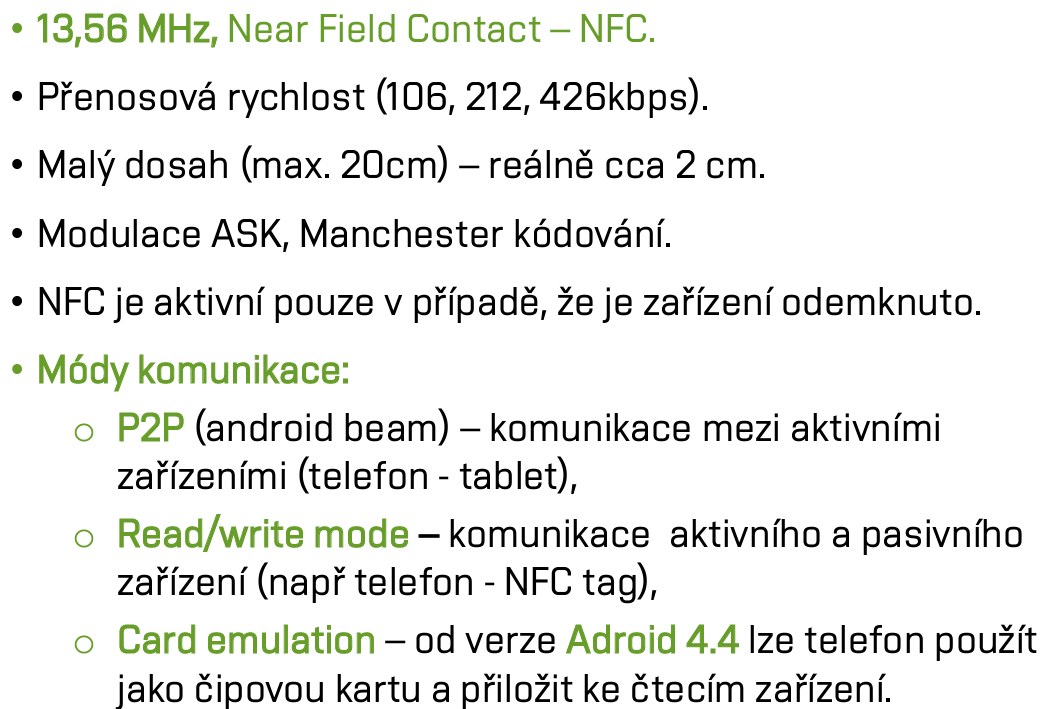 • 13,56 MHz, Near Field Contact – NFC.
• Přenosová rychlost (106, 212, 426kbps).
• Malý dosah (max. 20cm) – reálně cca 2 cm.
• Modulace ASK, Manchester kódování.
• NFC je aktivní pouze v případě, že je zařízení odemknuto.
• Módy komunikace:
o P2P (android beam) – komunikace mezi aktivními
zařízeními (telefon - tablet),
o Read/write mode – komunikace  aktivního a pasivního
zařízení (např telefon - NFC tag),
o Card emulation – od verze Adroid 4.4 lze telefon použít
jako čipovou kartu a přiložit ke čtecím zařízení.